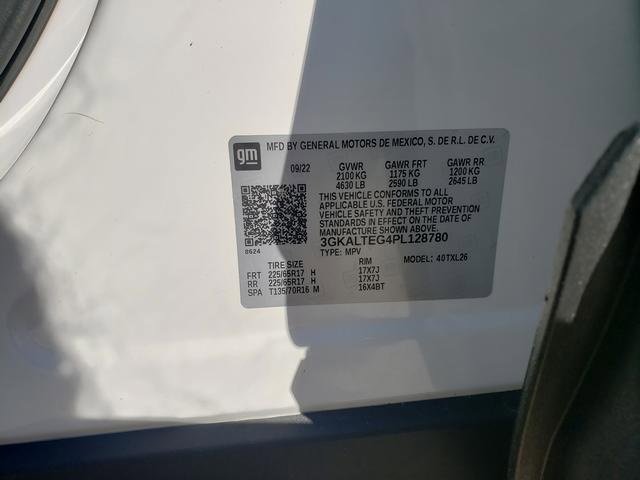 MFD BY GENERAL MOTORS DE MEXICO, S. DE R.L. DE C.V.
gm
09/22 GVWR GAWR FRT GAWR RR
2100 KG 1175 KG 1200 KG
4630 LB 2590 LB 2645 LB
THIS VEHICLE CONFORMS TO ALL
APPLICABLE U.S. FEDERAL MOTOR
VEHICLE SAFETY AND THEFT PREVENTION
STANDARDS IN EFFECT ON THE DATE OF
MANUFACTURE SHOWN ABOVE.
8624 3GKALTEG4PL128780
TYPE: MPV MODEL: 40TXL26
TIRE SIZE RIM
FRT 225/65R17 H 17X7J
RR 225/65R17 H 17X7J
SPA T135/70R16 M 16X4BT